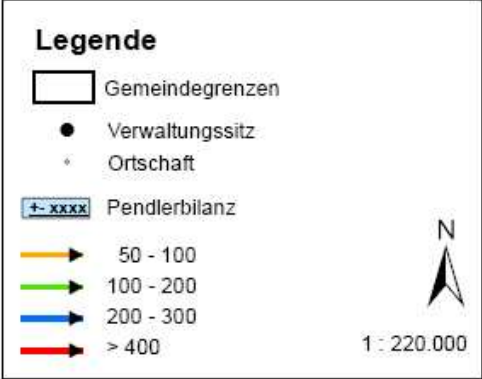 Legende
Gemeindegrenzen
Verwaltungssitz
Ortschaft
+- xxxx Pendlerbilanz
50 - 100
100 - 200
200 - 300
> 400
N
1 : 220.000